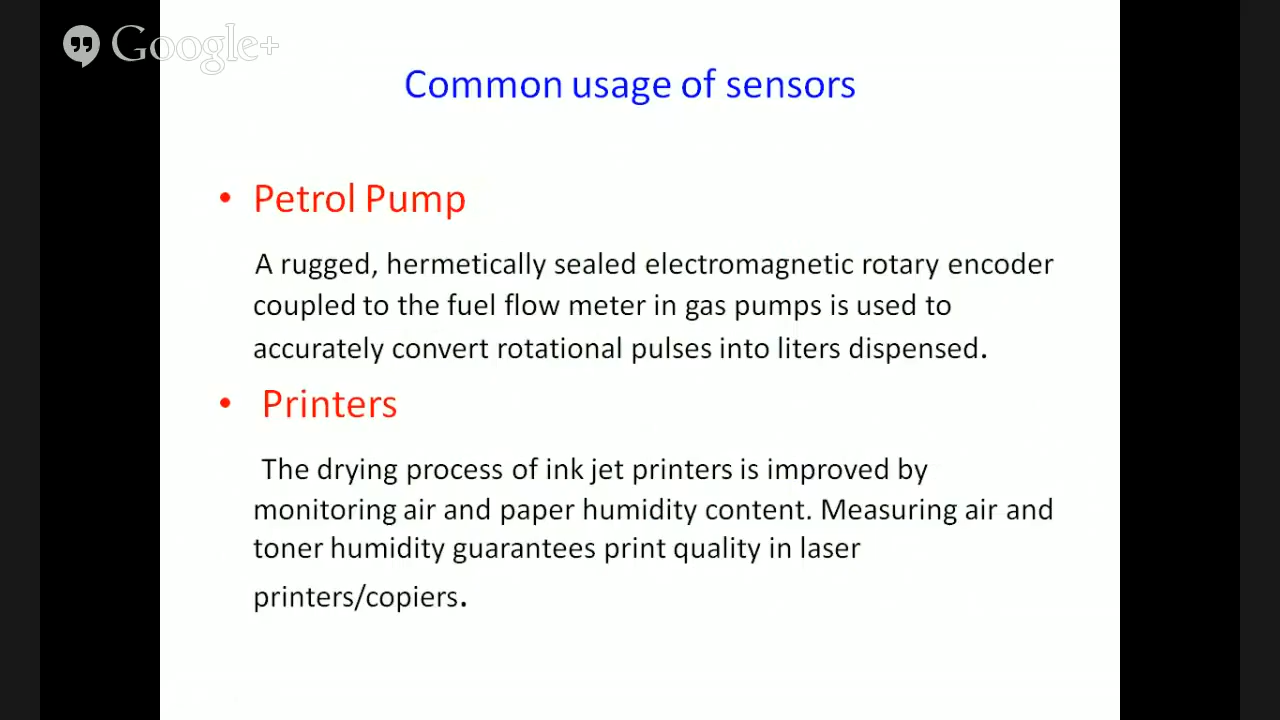 Google+
Common usage of sensors
• Petrol Pump
A rugged, hermetically sealed electromagnetic rotary encoder
coupled to the fuel flow meter in gas pumps is used to
accurately convert rotational pulses into liters dispensed.
• Printers
The drying process of ink jet printers is improved by
monitoring air and paper humidity content. Measuring air and
toner humidity guarantees print quality in laser
printers/copiers.